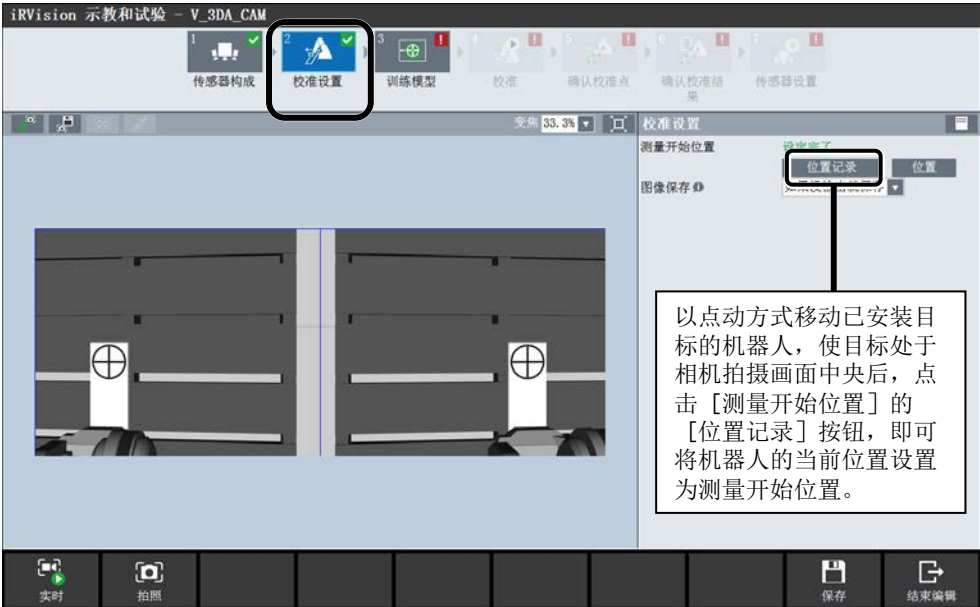 iRVision 示教和试验 - V_3DA_CAM
1
传感器构成
2
校准设置
3
训练模型
4
校准
5
确认校准点
6
确认校准结
果
7
传感器设置
变焦 33.3%
校准设置
测量开始位置
设定完了
位置记录
位置
图像保存
以点动方式移动已安装目
标的机器人，使目标处于
相机拍摄画面中央后，点
击［测量开始位置］的
［位置记录］按钮，即可
将机器人的当前位置设置
为测量开始位置。
实时
拍照
保存
结束编辑